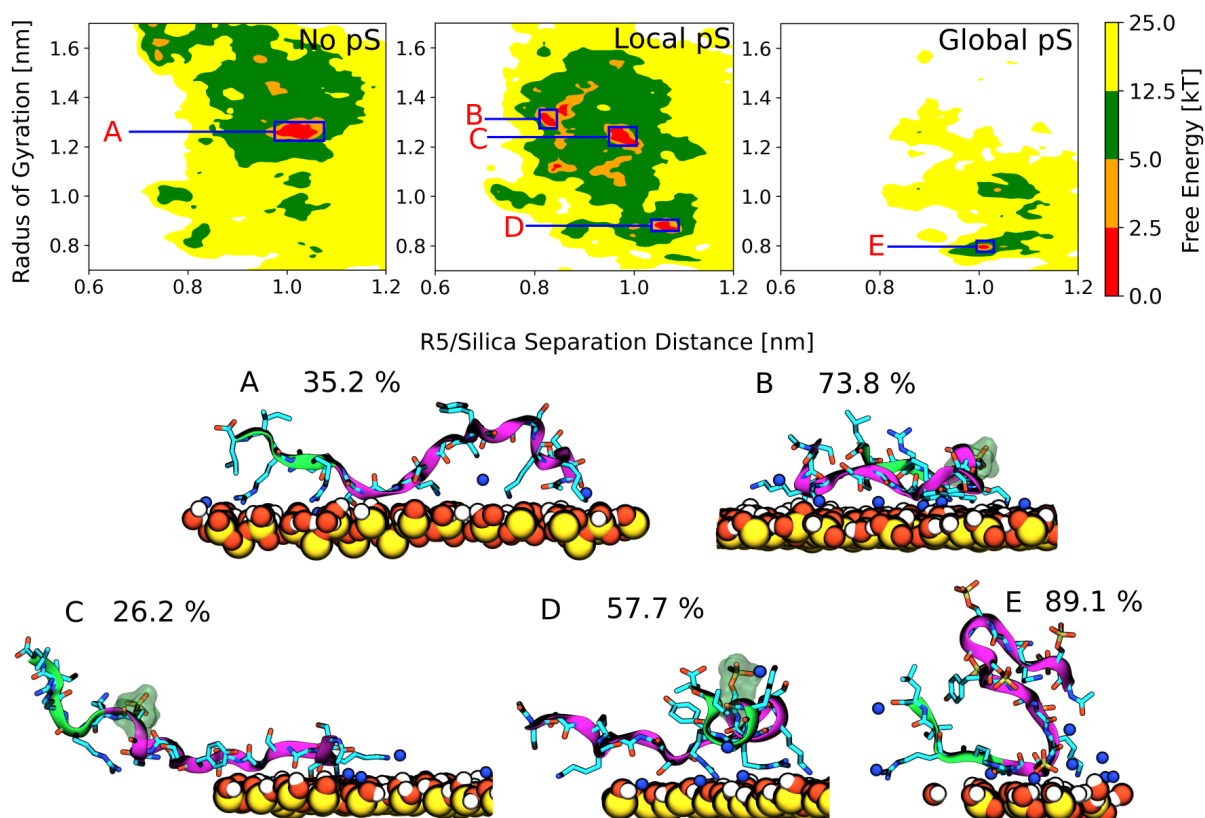 No pS
Local pS
Global pS
Radius of Gyration [nm]
1.6
1.4
1.2
1.0
0.8
0.6 0.8 1.0 1.2
A
1.6
1.4
1.2
1.0
0.8
0.6 0.8 1.0 1.2
B
C
D
1.6
1.4
1.2
1.0
0.8
0.6 0.8 1.0 1.2
E
25.0
12.5
5.0
2.5
0.0
Free Energy [kT]
R5/Silica Separation Distance [nm]
A 35.2 %
B 73.8 %
C 26.2 %
D 57.7 %
E 89.1 %